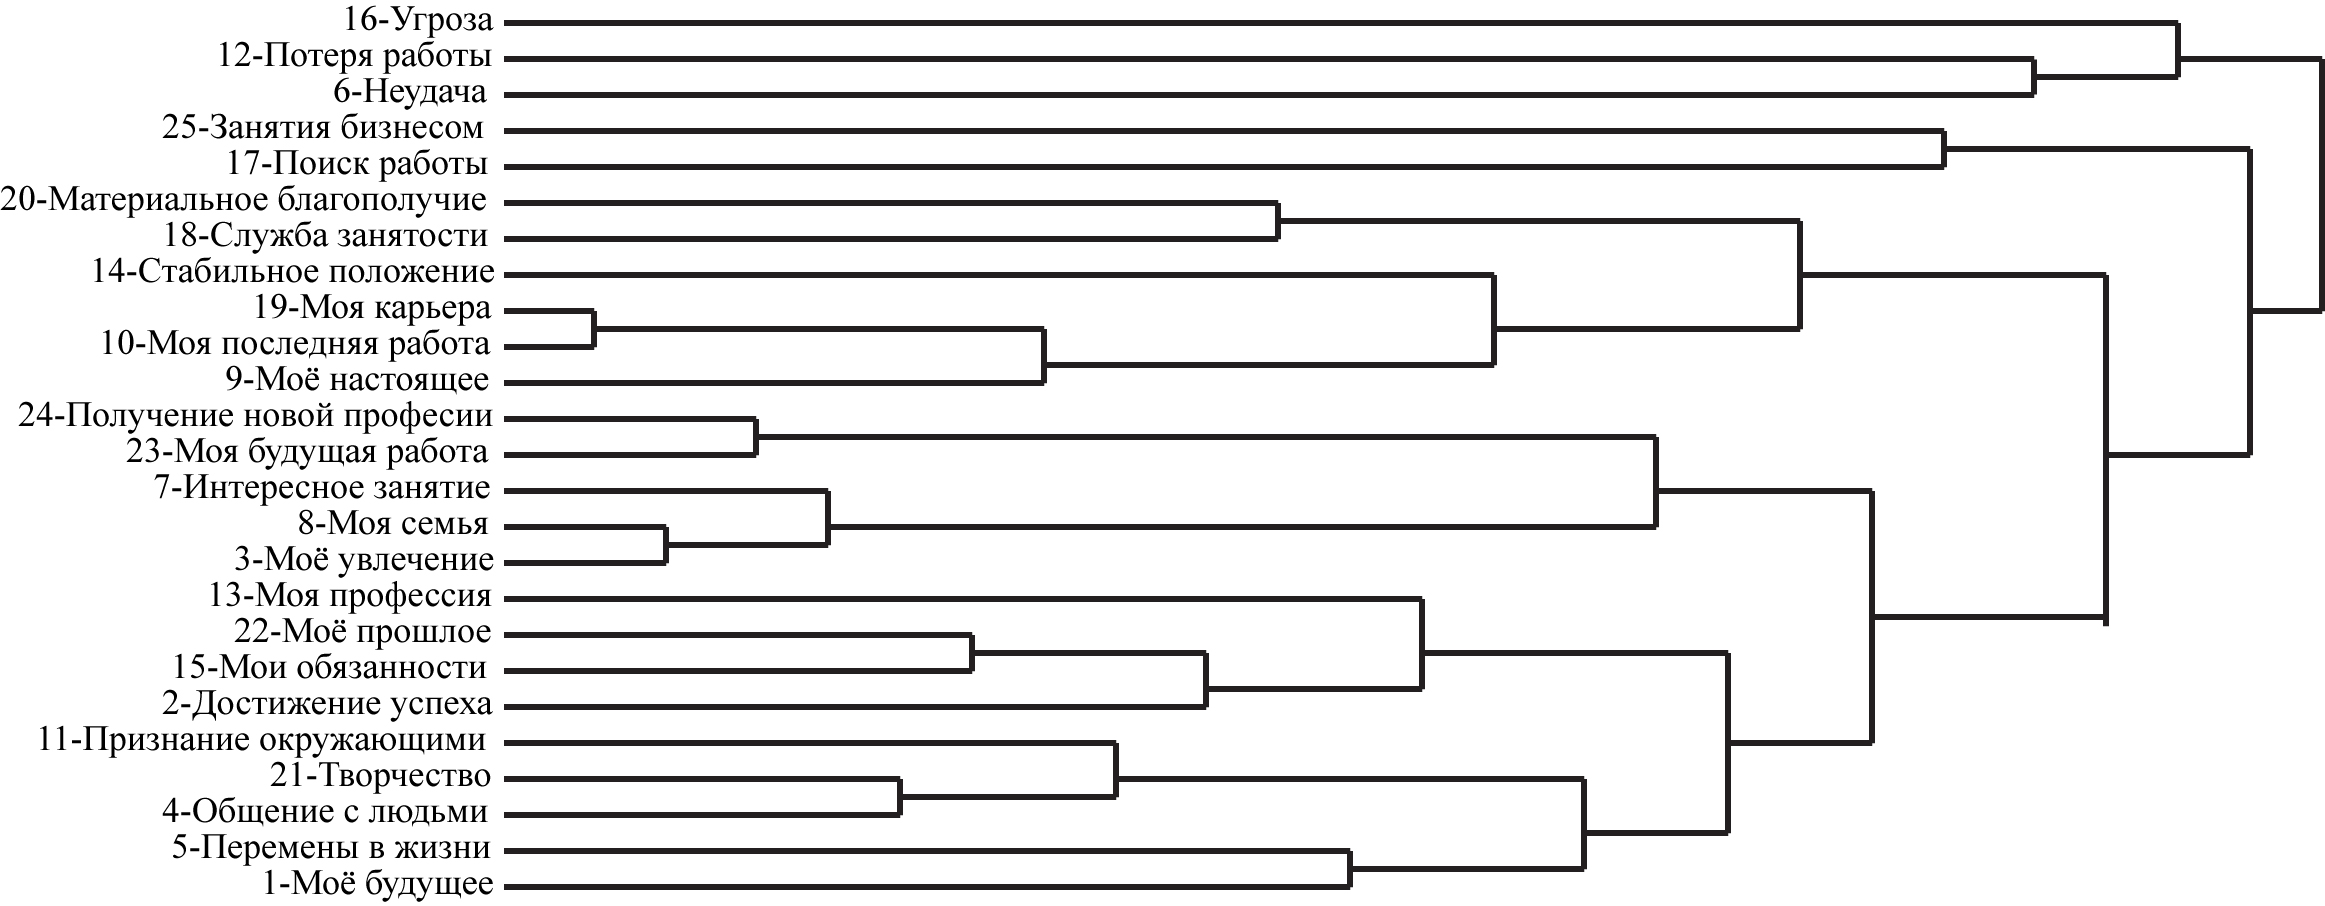 16-Угроза
12-Потеря работы
6-Неудача
25-Занятия бизнесом
17-Поиск работы
20-Материальное благополучие
18-Служба занятости
14-Стабильное положение
19-Моя карьера
10-Моя последняя работа
9-Моё настоящее
24-Получение новой професии
23-Моя будущая работа
7-Интересное занятие
8-Моя семья
3-Моё увлечение
13-Моя профессия
22-Моё прошлое
15-Мои обязанности
2-Достижение успеха
11-Признание окружающими
21-Творчество
4-Общение с людьми
5-Перемены в жизни
1-Моё будущее